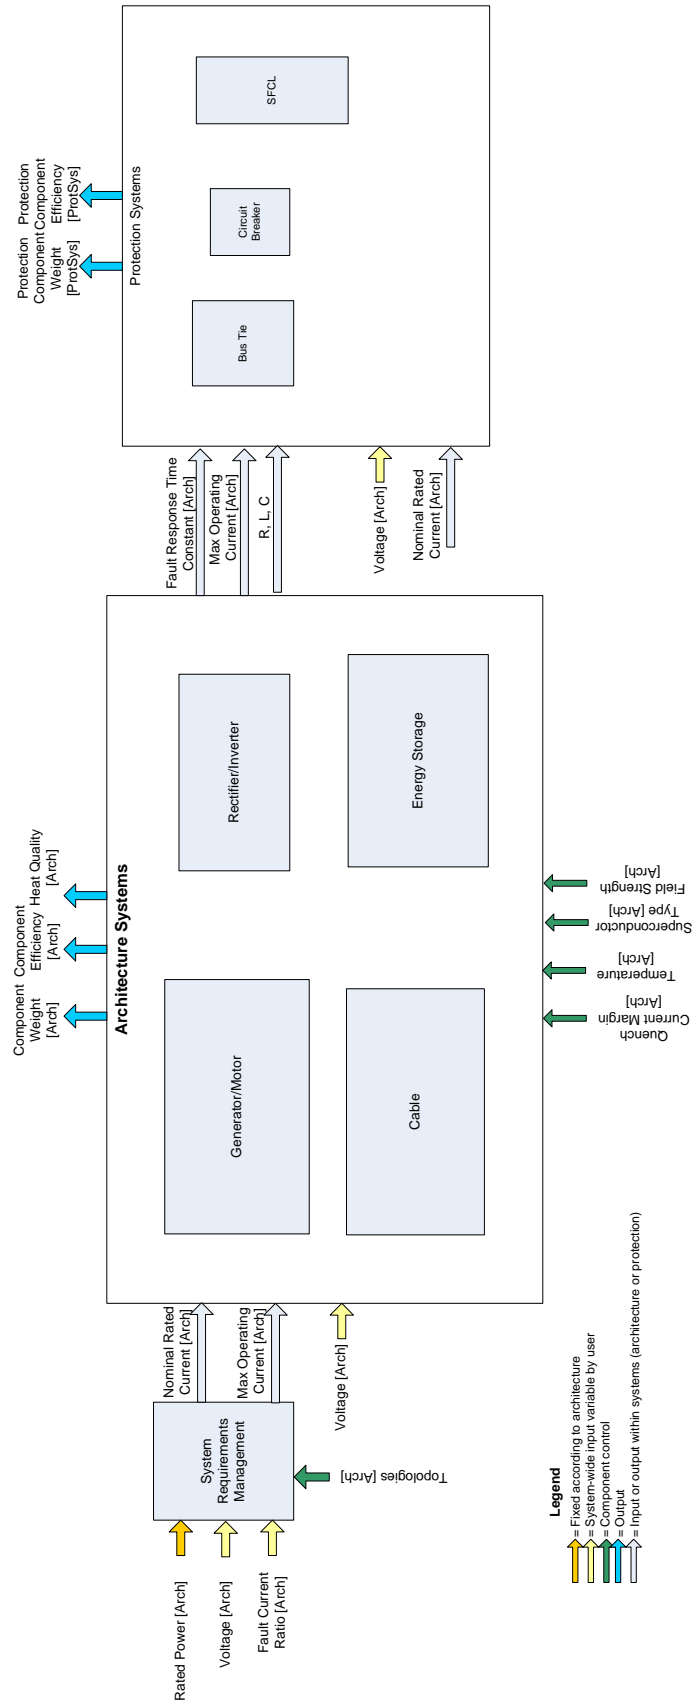 Rated Power [Arch]
Voltage [Arch]
Fault Current
Ratio [Arch]
System
Requirements
Management
Topologies [Arch]
Nominal Rated
Current [Arch]
Max Operating
Current [Arch]
Voltage [Arch]
Component
Weight
[Arch]
Component
Efficiency
[Arch]
Heat Quality
[Arch]
Architecture Systems
Generator/Motor
Rectifier/Inverter
Cable
Energy Storage
Quench
Current Margin
[Arch]
Temperature
[Arch]
Superconductor
Type [Arch]
Field Strength
[Arch]
Fault Response Time
Constant [Arch]
Max Operating
Current [Arch]
R, L, C
Voltage [Arch]
Nominal Rated
Current [Arch]
Protection
Component
Weight
[ProtSys]
Protection
Component
Efficiency
[ProtSys]
Protection Systems
Bus Tie
Circuit
Breaker
SFCL
Legend
= Fixed according to architecture
= System-wide input variable by user
= Component control
= Output
= Input or output within systems (architecture or protection)